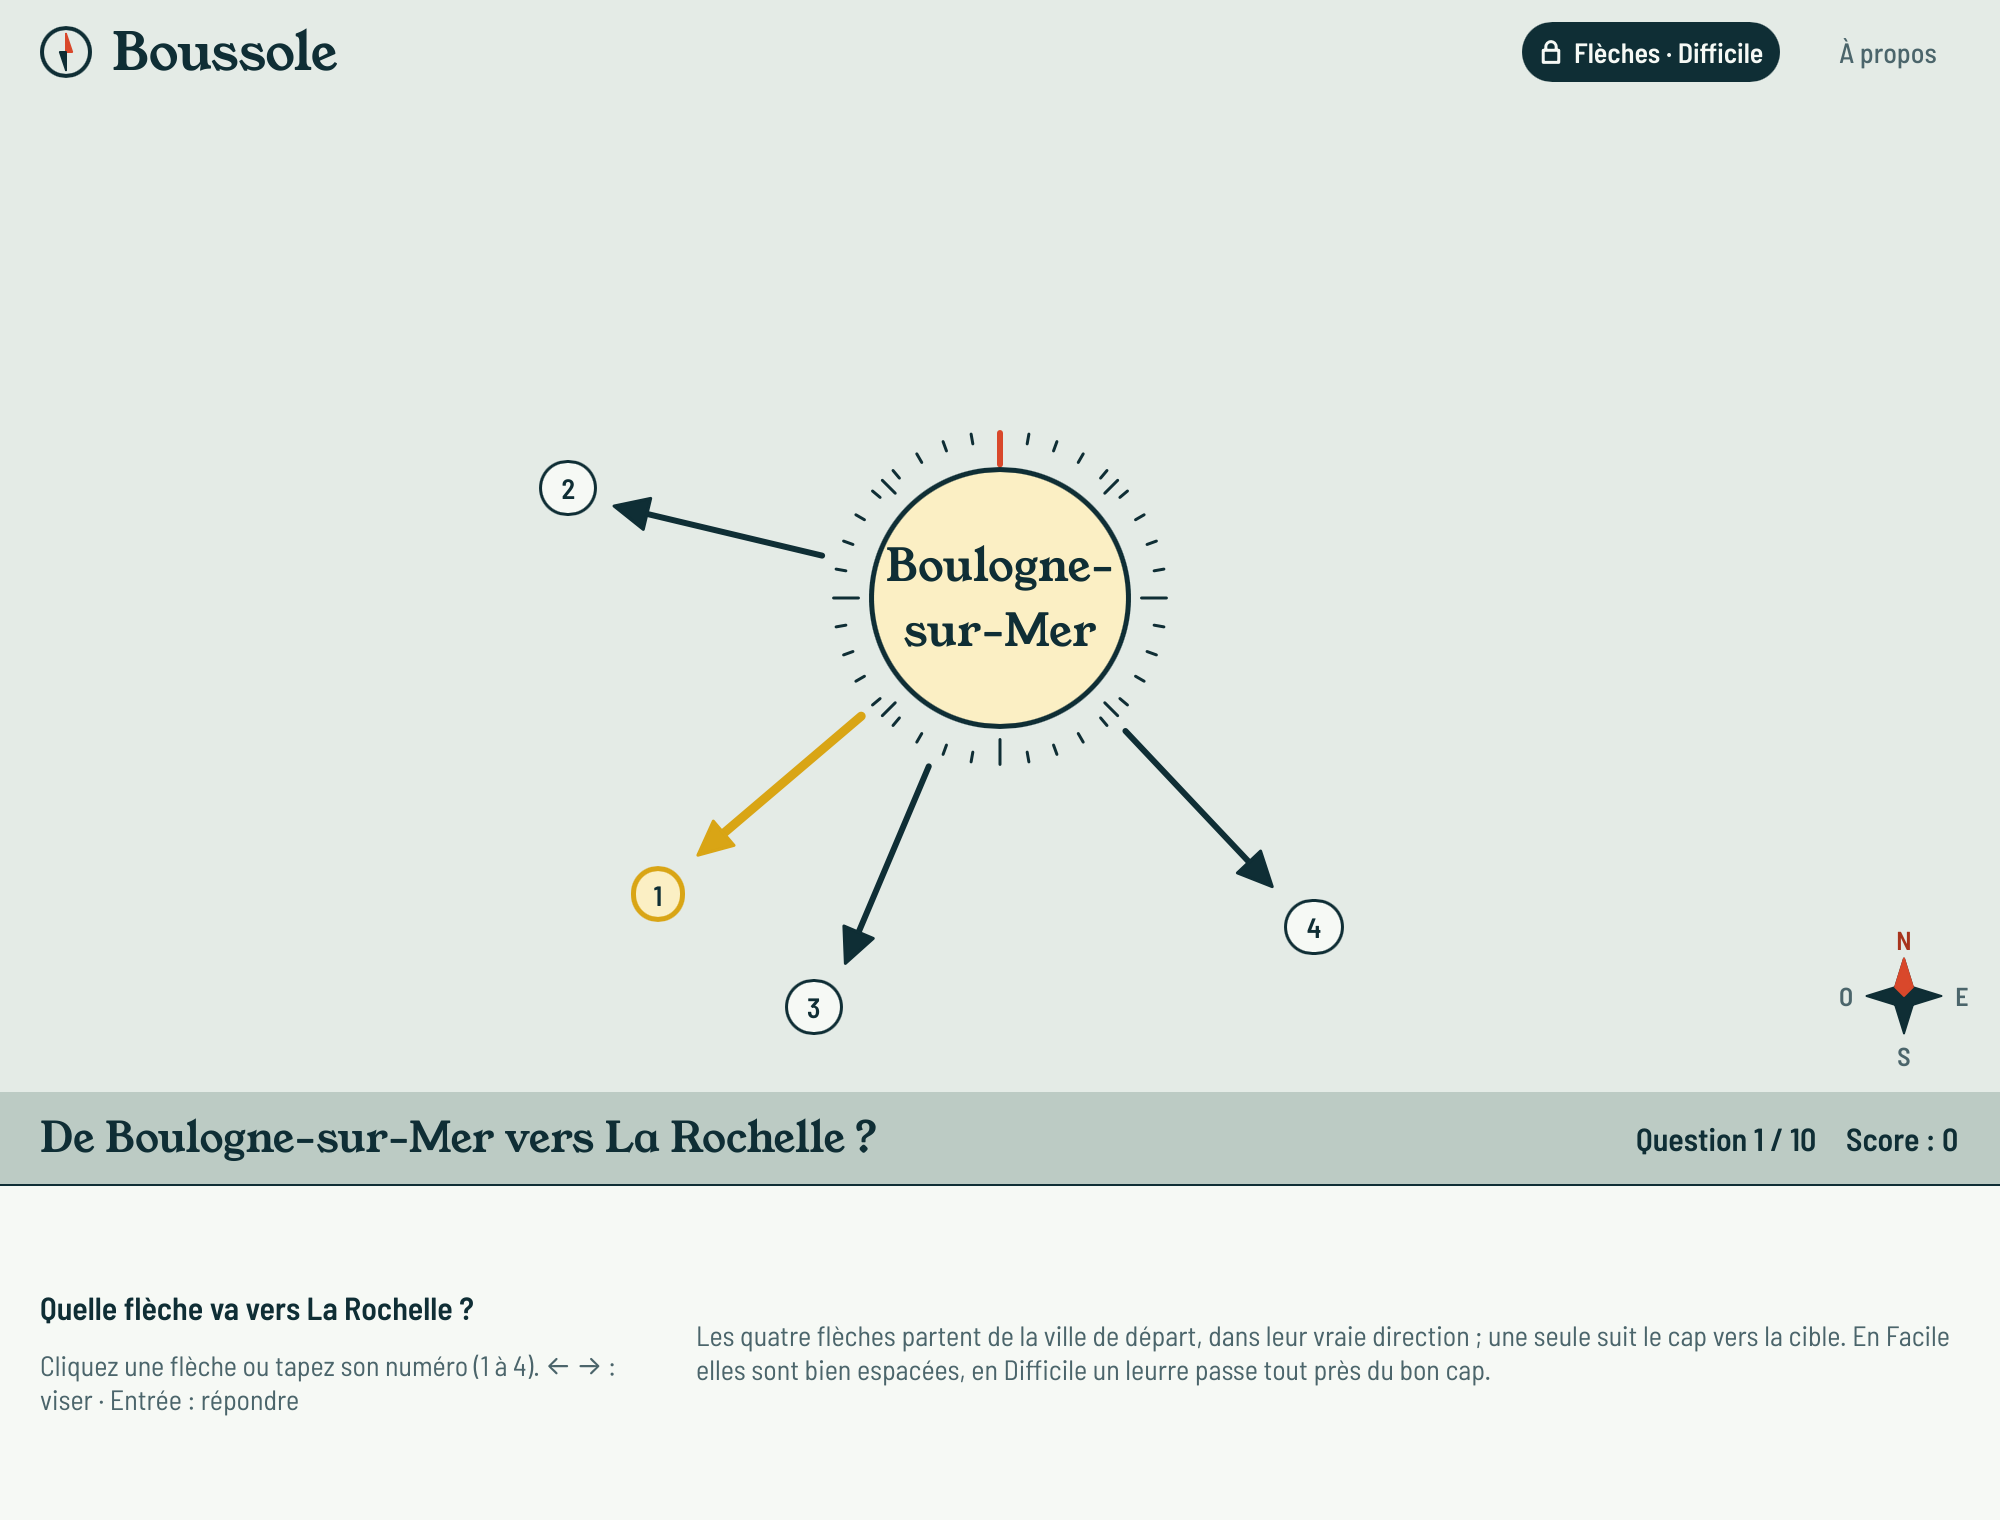 Boussole
Flèches · Difficile
À propos
2
Boulogne-
sur-Mer
1
3
4
N
O
E
S
De Boulogne-sur-Mer vers La Rochelle ?
Question 1 / 10
Score : 0
Quelle flèche va vers La Rochelle ?
Cliquez une flèche ou tapez son numéro (1 à 4). ← → :
viser · Entrée : répondre
Les quatre flèches partent de la ville de départ, dans leur vraie direction ; une seule suit le cap vers la cible. En Facile
elles sont bien espacées, en Difficile un leurre passe tout près du bon cap.